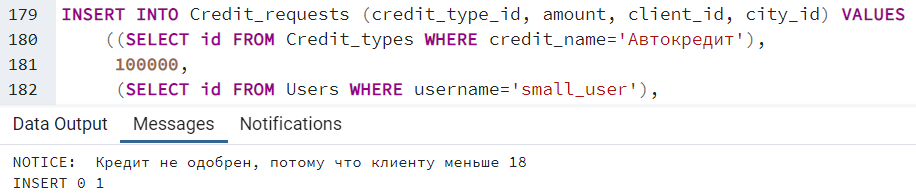 179 INSERT INTO Credit_requests (credit_type_id, amount, client_id, city_id) VALUES
180 ((SELECT id FROM Credit_types WHERE credit_name='Автокредит'),
181 100000,
182 (SELECT id FROM Users WHERE username='small_user'),
Data Output Messages Notifications
NOTICE: Кредит не одобрен, потому что клиенту меньше 18
INSERT 0 1